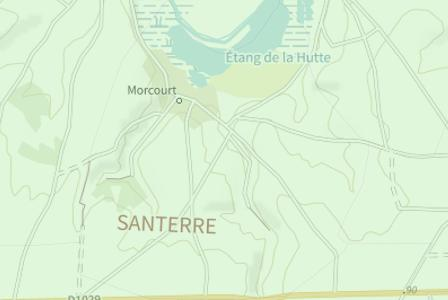 Étang de la Hutte
Morcourt
SANTERRE
D1029
90